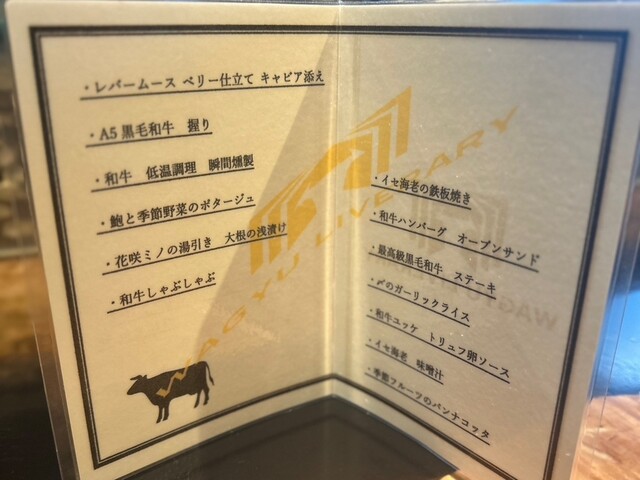 ・レバームース ベリー仕立て キャビア添え
・A5黒毛和牛 握り
・和牛 低温調理 瞬間燻製
・鮑と季節野菜のポタージュ
・花咲ミノの湯引き 大根の浅漬け
・和牛しゃぶしゃぶ
・イセ海老の鉄板焼き
・和牛ハンバーグ オープンサンド
・最高級黒毛和牛 ステーキ
・〆のガーリックライス
・和牛ユッケ トリュフ卵ソース
・イセ海老 味噌汁
・季節フルーツのパンナコッタ
WAGYU LIVERARY